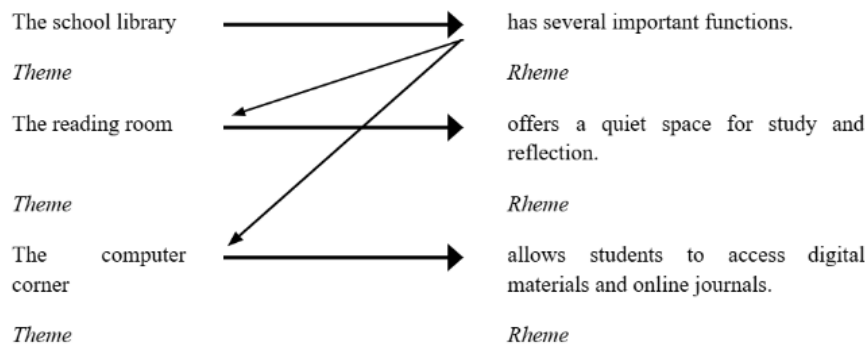 The school library has several important functions.
Theme Rheme
The reading room offers a quiet space for study and
reflection.
Theme Rheme
The computer allows students to access digital
corner materials and online journals.
Theme Rheme